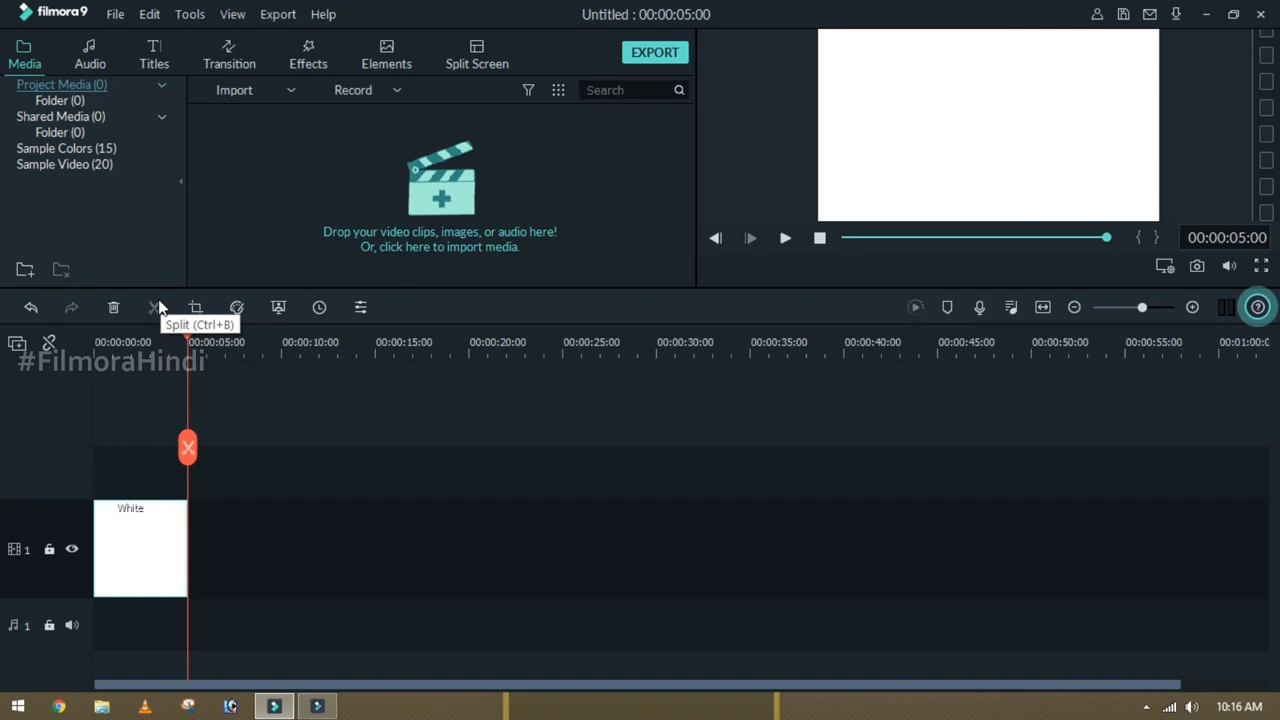 filmora9
File Edit Tools View Export Help
Untitled : 00:00:05:00
Media Audio Titles Transition Effects Elements Split Screen
EXPORT
Project Media (0)
Folder (0)
Shared Media (0)
Folder (0)
Sample Colors (15)
Sample Video (20)
Import Record Search
Drop your video clips, images, or audio here!
Or, click here to import media.
{ } 00:00:05:00
Split (Ctrl+B)
00:00:00:00 00:00:05:00 00:00:10:00 00:00:15:00 00:00:20:00 00:00:25:00 00:00:30:00 00:00:35:00 00:00:40:00 00:00:45:00 00:00:50:00 00:00:55:00 00:01:00:0
#FilmoraHindi
White
1
1
10:16 AM